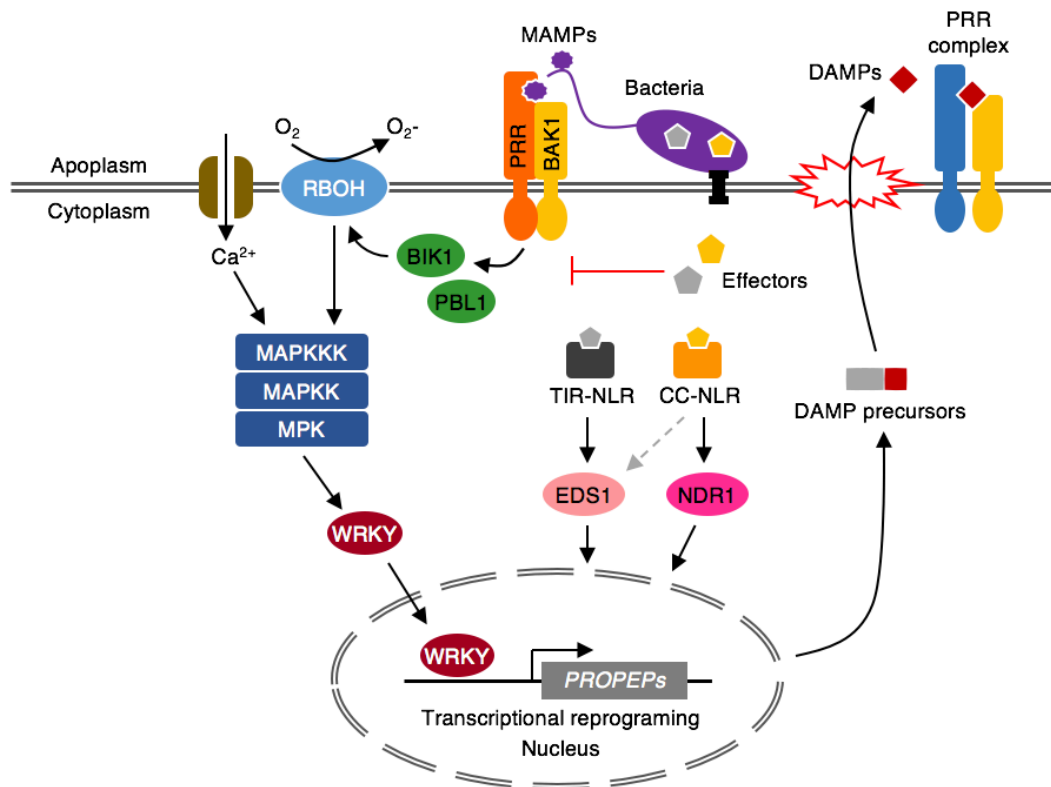 MAMPs
PRR
complex
DAMPs
Bacteria
O₂
O₂-
PRR
BAK1
Apoplasm
RBOH
Cytoplasm
Ca²⁺
BIK1
PBL1
Effectors
MAPKKK
MAPKK
MPK
TIR-NLR
CC-NLR
DAMP precursors
EDS1
NDR1
WRKY
WRKY
PROPEPs
Transcriptional reprograming
Nucleus